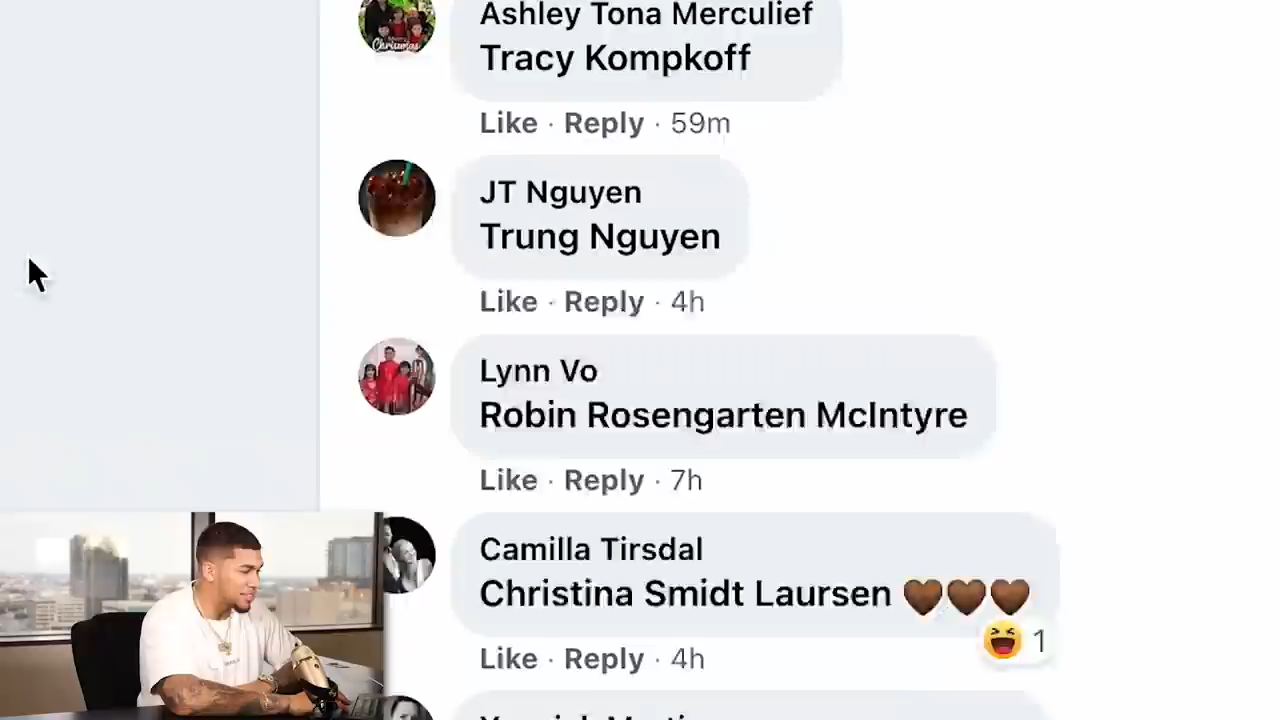 Ashley Tona Merculief
Tracy Kompkoff
Like · Reply · 59m
JT Nguyen
Trung Nguyen
Like · Reply · 4h
Lynn Vo
Robin Rosengarten McIntyre
Like · Reply · 7h
Camilla Tirsdal
Christina Smidt Laursen 🤎🤎🤎
😆 1
Like · Reply · 4h